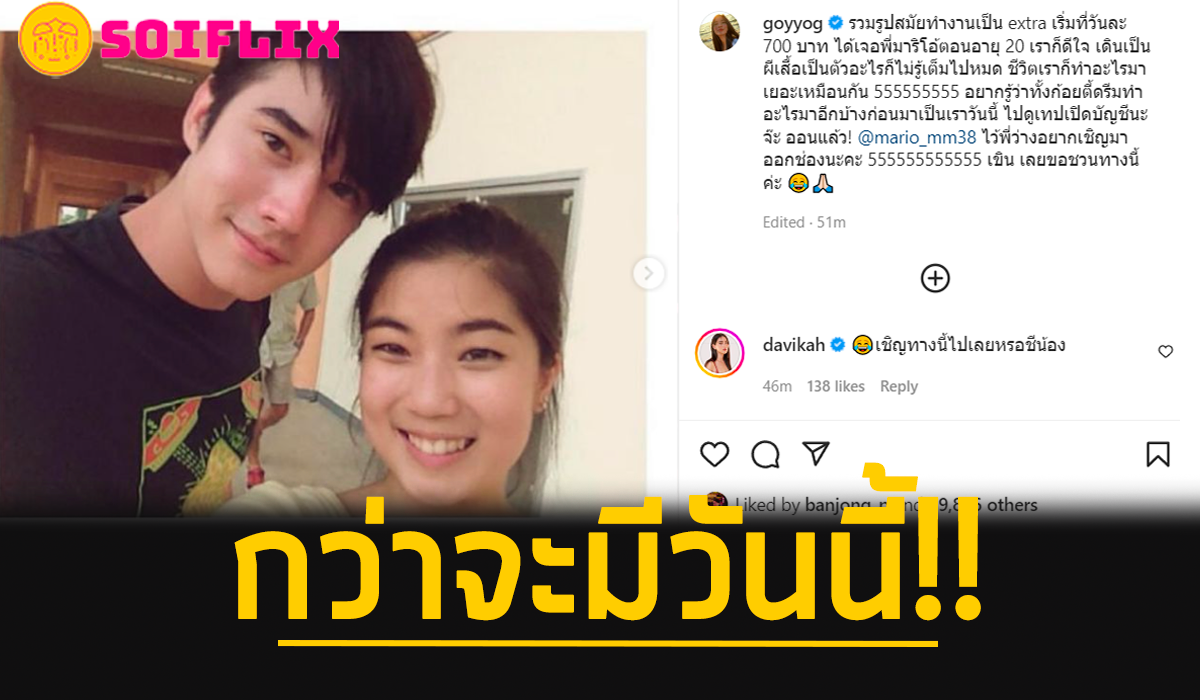 SOIFLIX
goyyog รวมรูปสมัยทำงานเป็น extra เริ่มที่วันละ
700 บาท ได้เจอพี่มาริโอ้ตอนอายุ 20 เราก็ดีใจ เดินเป็น
ผีเสื้อเป็นตัวอะไรก็ไม่รู้เต็มไปหมด ชีวิตเราก็ทำอะไรมา
เยอะเหมือนกัน 555555555 อยากรู้ว่าทั้งก้อยตี้ดรีมทำ
อะไรมาอีกบ้างก่อนมาเป็นเราวันนี้ ไปดูเทปเปิดบัญชีนะ
จ๊ะ ออนแล้ว! @mario_mm38 ไว้พี่ว่างอยากเชิญมา
ออกช่องนะคะ 555555555555 เขิน เลยขอชวนทางนี้
ค่ะ 😂🙏🏻
Edited · 51m
davikah 😂เชิญทางนี้ไปเลยหรอชีน้อง
46m 138 likes Reply
Liked by banjong others
กว่าจะมีวันนี้!!